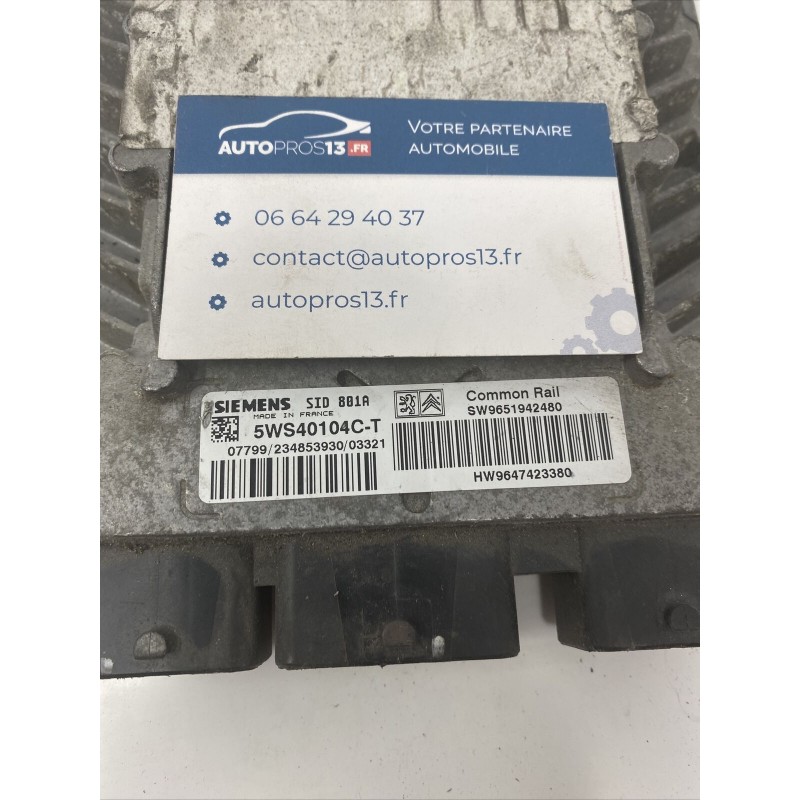 AUTOPROS13.FR
VOTRE PARTENAIRE
AUTOMOBILE
06 64 29 40 37
contact@autopros13.fr
autopros13.fr
SIEMENS SID 801A
MADE IN FRANCE
5WS40104C-T
07799/234853930/03321
Common Rail
SW9651942480
HW9647423380